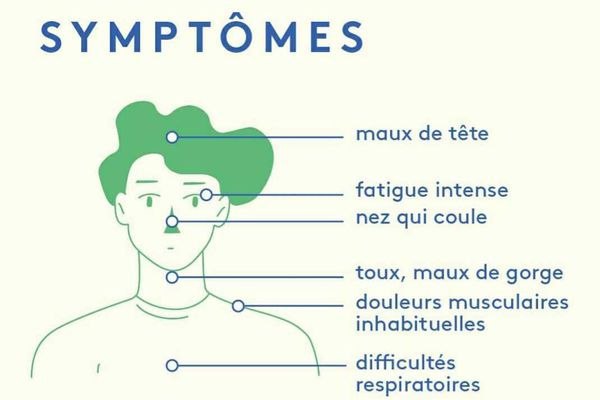 SYMPTÔMES
maux de tête
fatigue intense
nez qui coule
toux, maux de gorge
douleurs musculaires
inhabituelles
difficultés
respiratoires